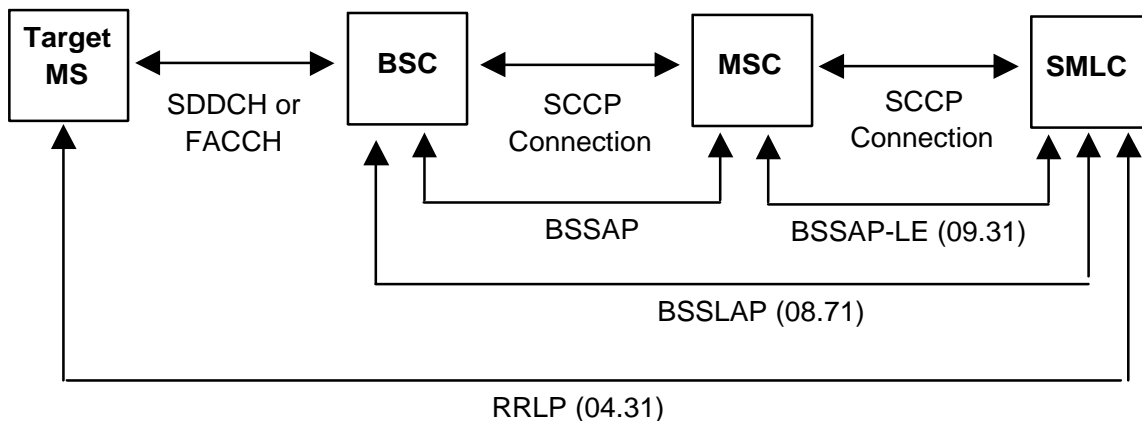 Target
MS
BSC
MSC
SMLC
SDDCH or
FACCH
SCCP
Connection
SCCP
Connection
BSSAP
BSSAP-LE (09.31)
BSSLAP (08.71)
RRLP (04.31)